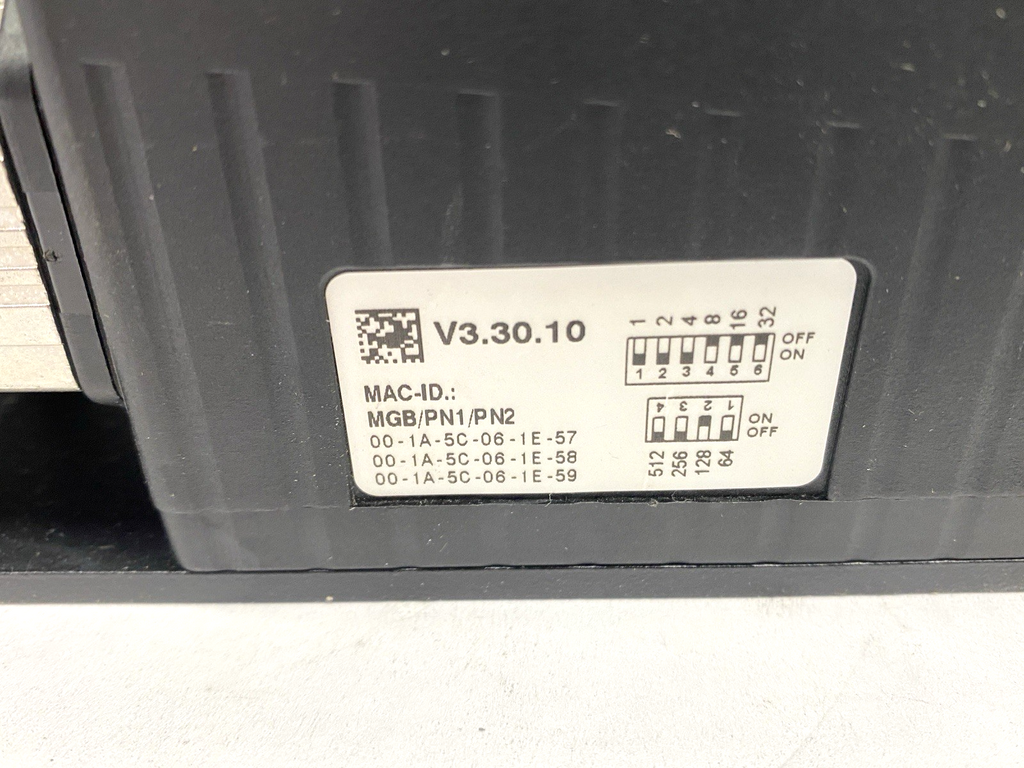 V3.30.10
MAC-ID.:
MGB/PN1/PN2
00-1A-5C-06-1E-57
00-1A-5C-06-1E-58
00-1A-5C-06-1E-59
1 2 4 8 16 32
OFF
ON
1 2 3 4 5 6
4 3 2 1
ON
OFF
512 256 128 64